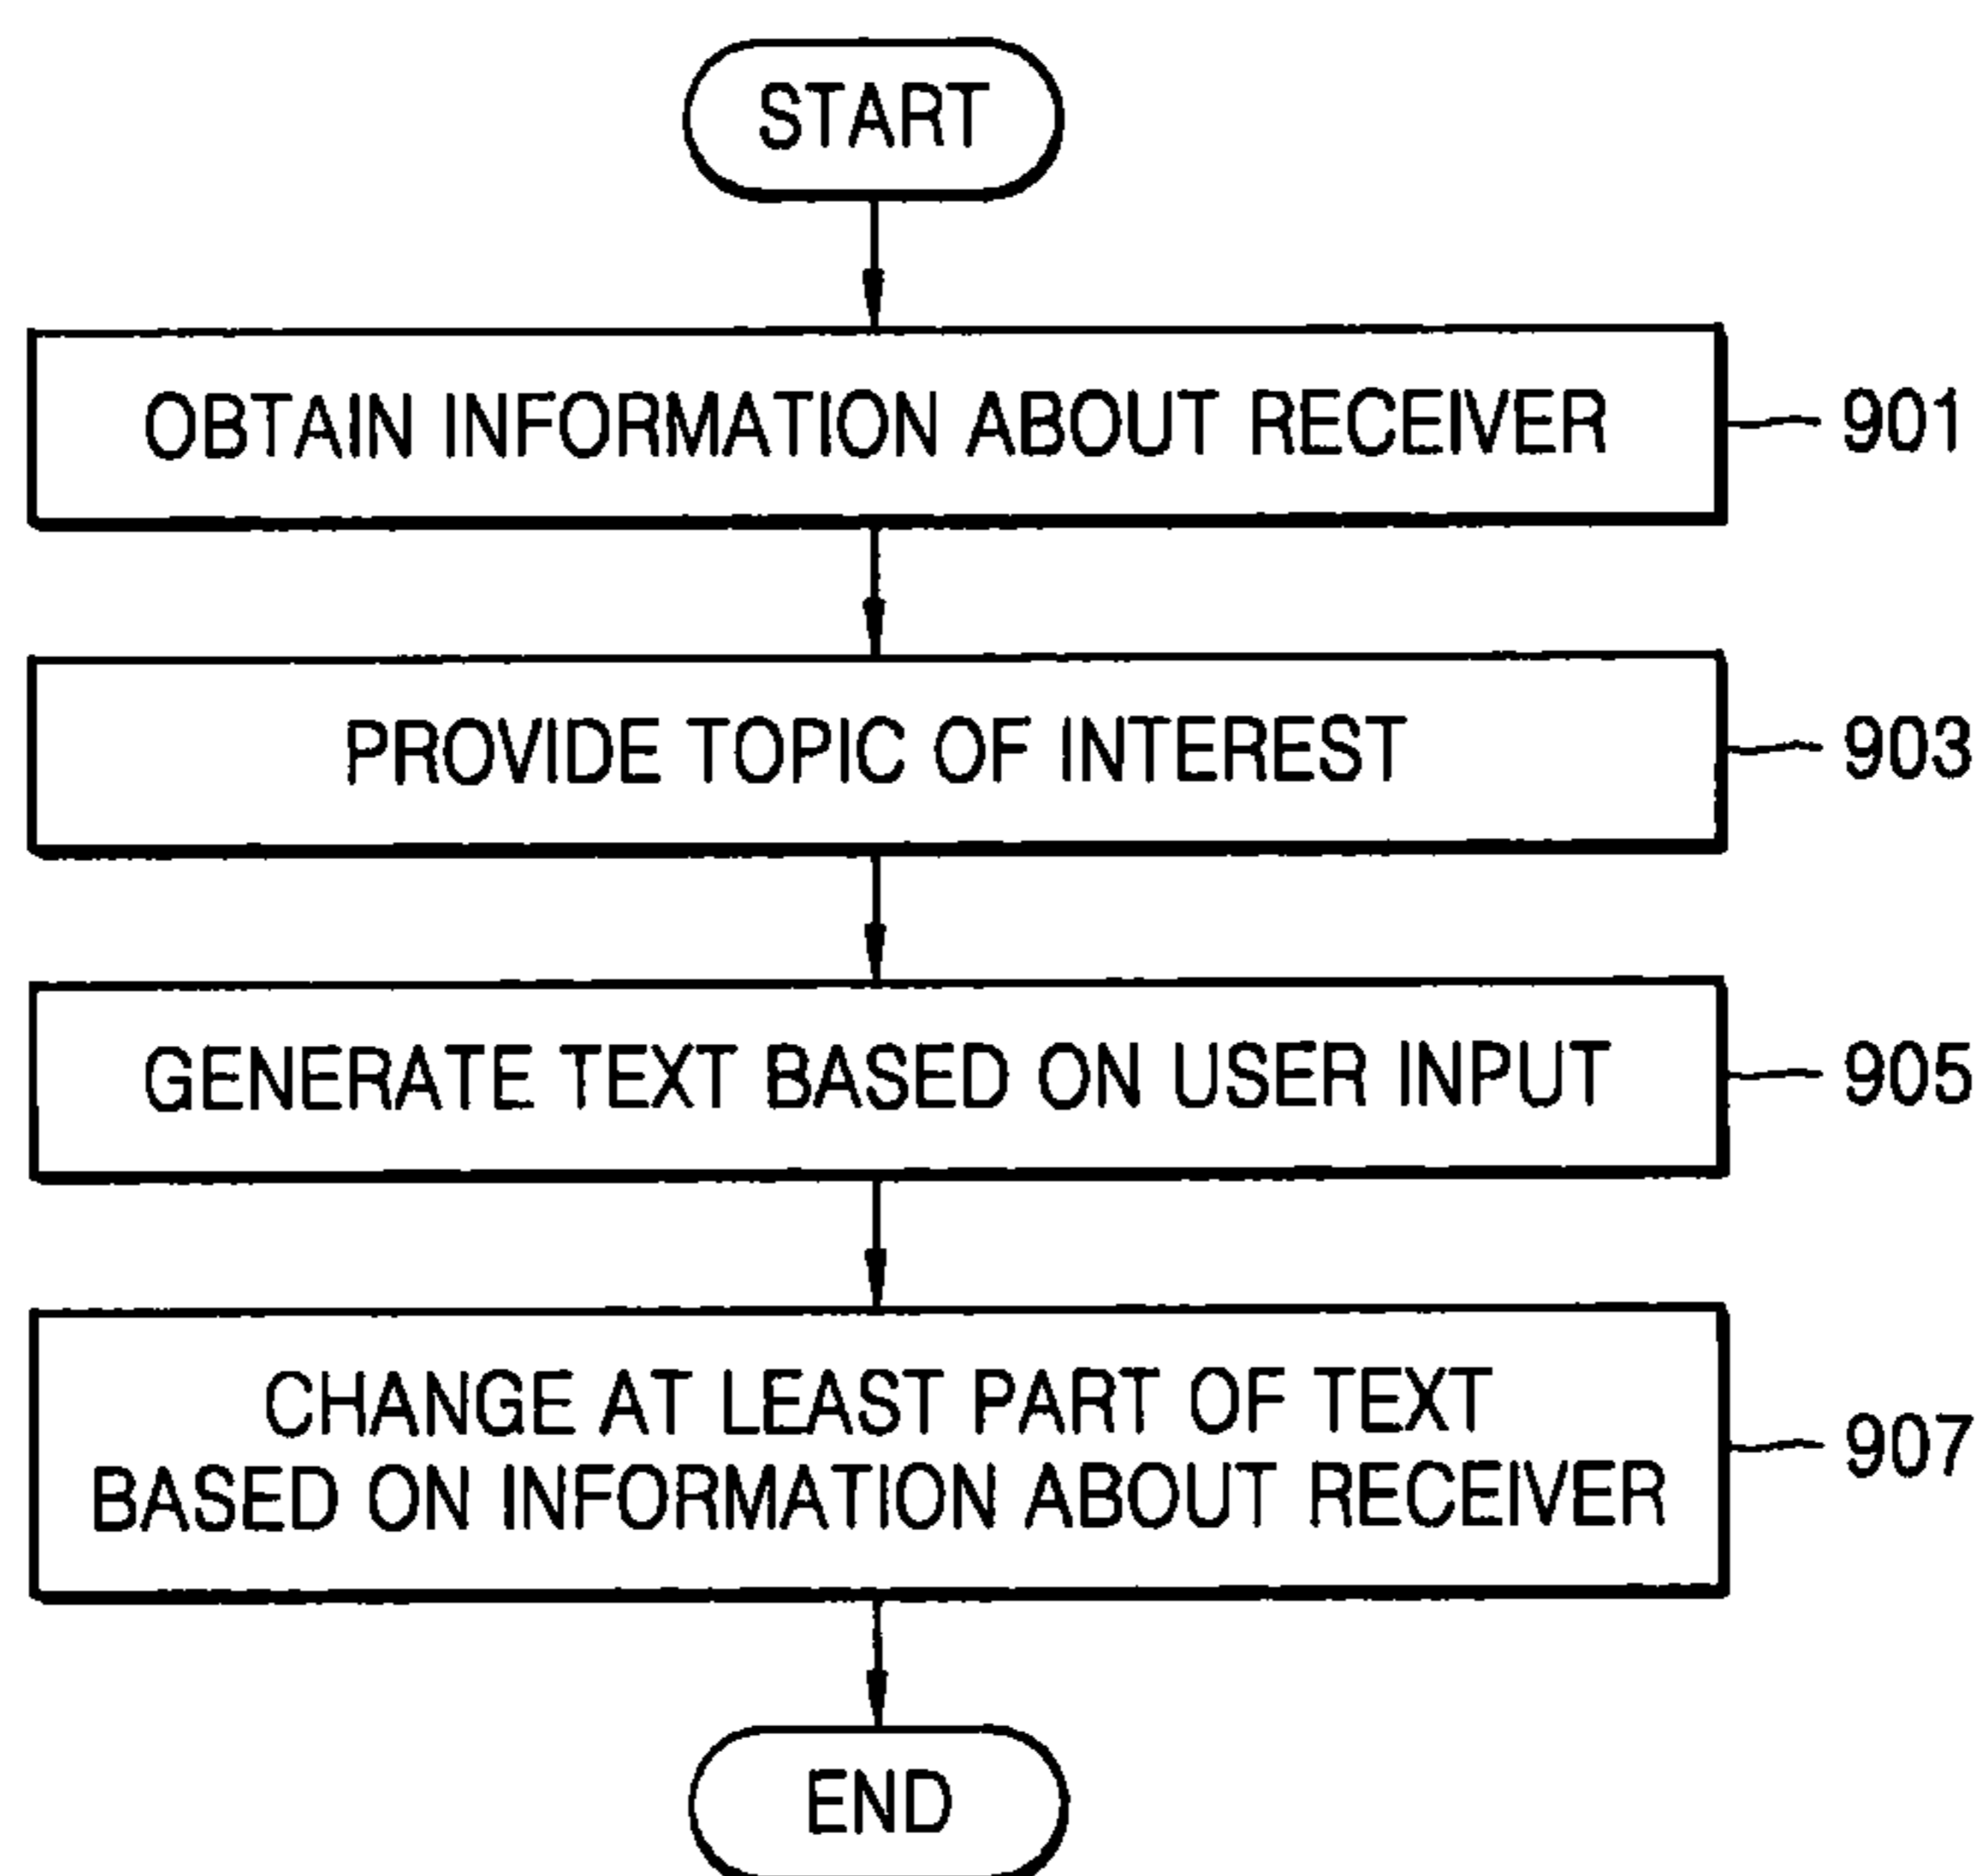 START
OBTAIN INFORMATION ABOUT RECEIVER
901
PROVIDE TOPIC OF INTEREST
903
GENERATE TEXT BASED ON USER INPUT
905
CHANGE AT LEAST PART OF TEXT
BASED ON INFORMATION ABOUT RECEIVER
907
END